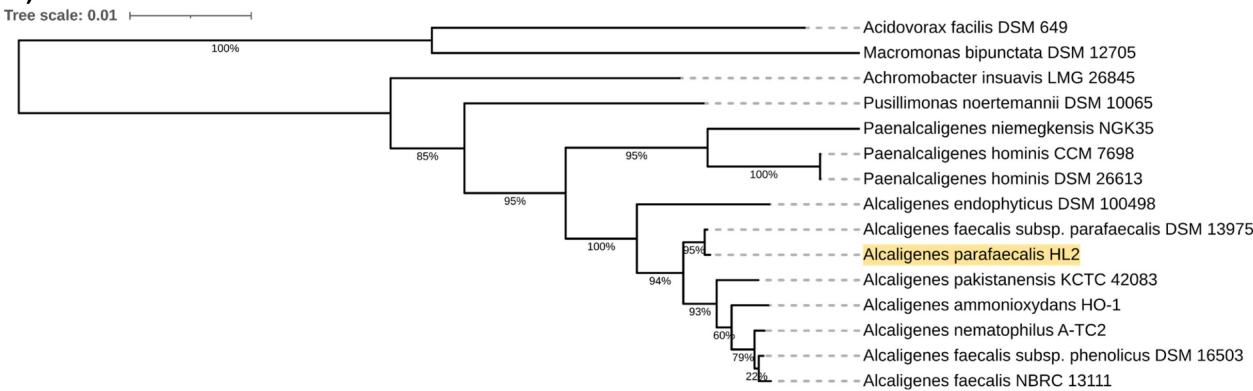 Tree scale: 0.01
Acidovorax facilis DSM 649
100%
Macromonas bipunctata DSM 12705
Achromobacter insuavis LMG 26845
Pusillimonas noertemannii DSM 10065
Paenalcaligenes niemegkensis NGK35
85%
95%
Paenalcaligenes hominis CCM 7698
100%
Paenalcaligenes hominis DSM 26613
95%
Alcaligenes endophyticus DSM 100498
Alcaligenes faecalis subsp. parafaecalis DSM 13975
100%
95%
Alcaligenes parafaecalis HL2
94%
Alcaligenes pakistanensis KCTC 42083
93%
Alcaligenes ammonioxydans HO-1
60%
Alcaligenes nematophilus A-TC2
79%
Alcaligenes faecalis subsp. phenolicus DSM 16503
22%
Alcaligenes faecalis NBRC 13111